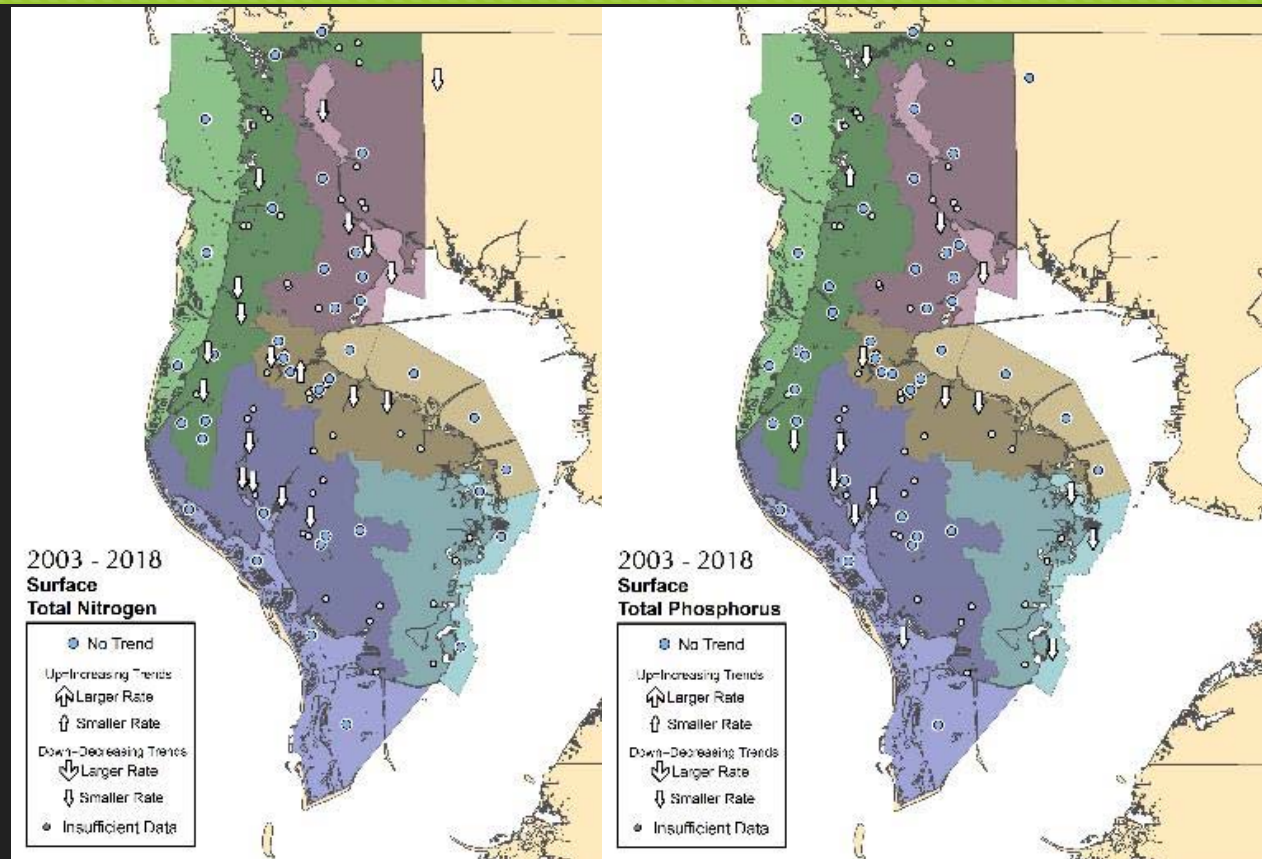 2003 - 2018
Surface
Total Nitrogen
No Trend
Up=Increasing Trends
Larger Rate
Smaller Rate
Down=Decreasing Trends
Larger Rate
Smaller Rate
Insufficient Data
2003 - 2018
Surface
Total Phosphorus
No Trend
Up=Increasing Trends
Larger Rate
Smaller Rate
Down=Decreasing Trends
Larger Rate
Smaller Rate
Insufficient Data